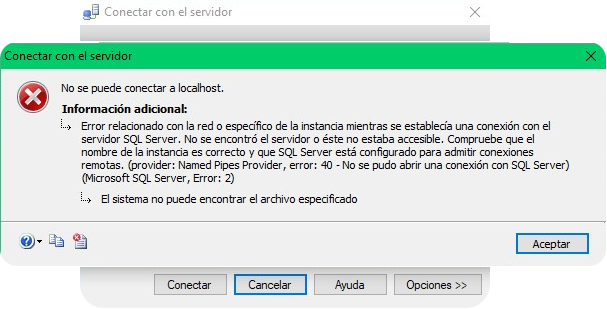 Conectar con el servidor
Conectar con el servidor
No se puede conectar a localhost.
Información adicional:
Error relacionado con la red o específico de la instancia mientras se establecía una conexión con el
servidor SQL Server. No se encontró el servidor o éste no estaba accesible. Compruebe que el
nombre de la instancia es correcto y que SQL Server está configurado para admitir conexiones
remotas. (provider: Named Pipes Provider, error: 40 - No se pudo abrir una conexión con SQL Server)
(Microsoft SQL Server, Error: 2)
El sistema no puede encontrar el archivo especificado
Aceptar
Conectar Cancelar Ayuda Opciones >>